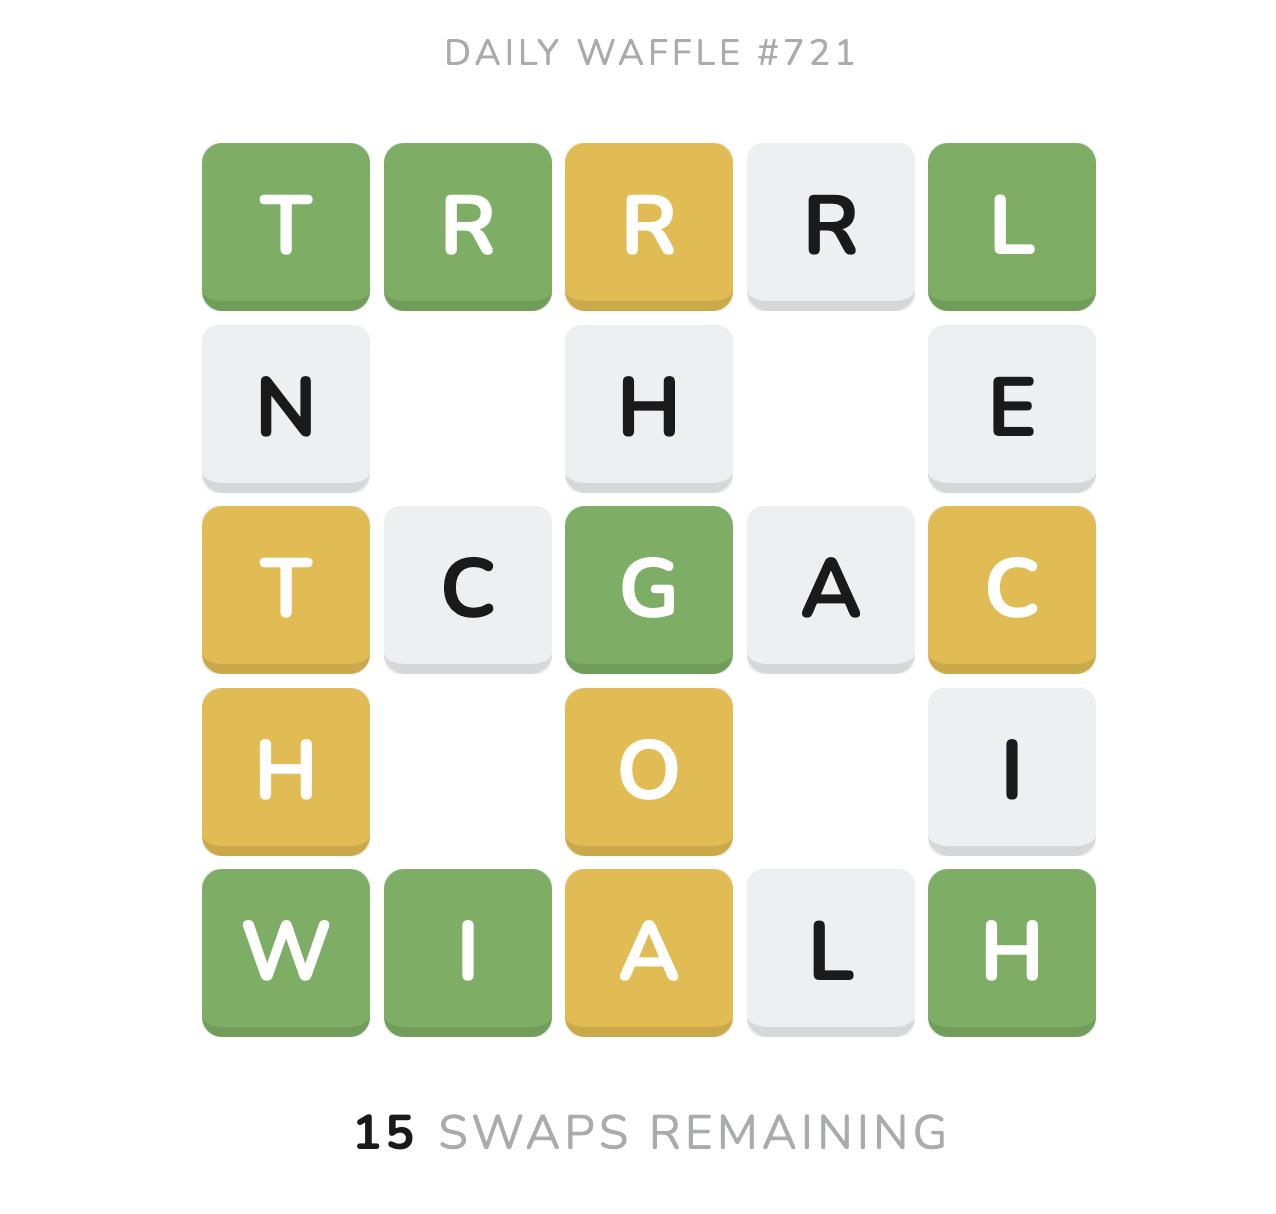 DAILY WAFFLE #721
T R R R L
N H E
T C G A C
H O I
W I A L H
15 SWAPS REMAINING